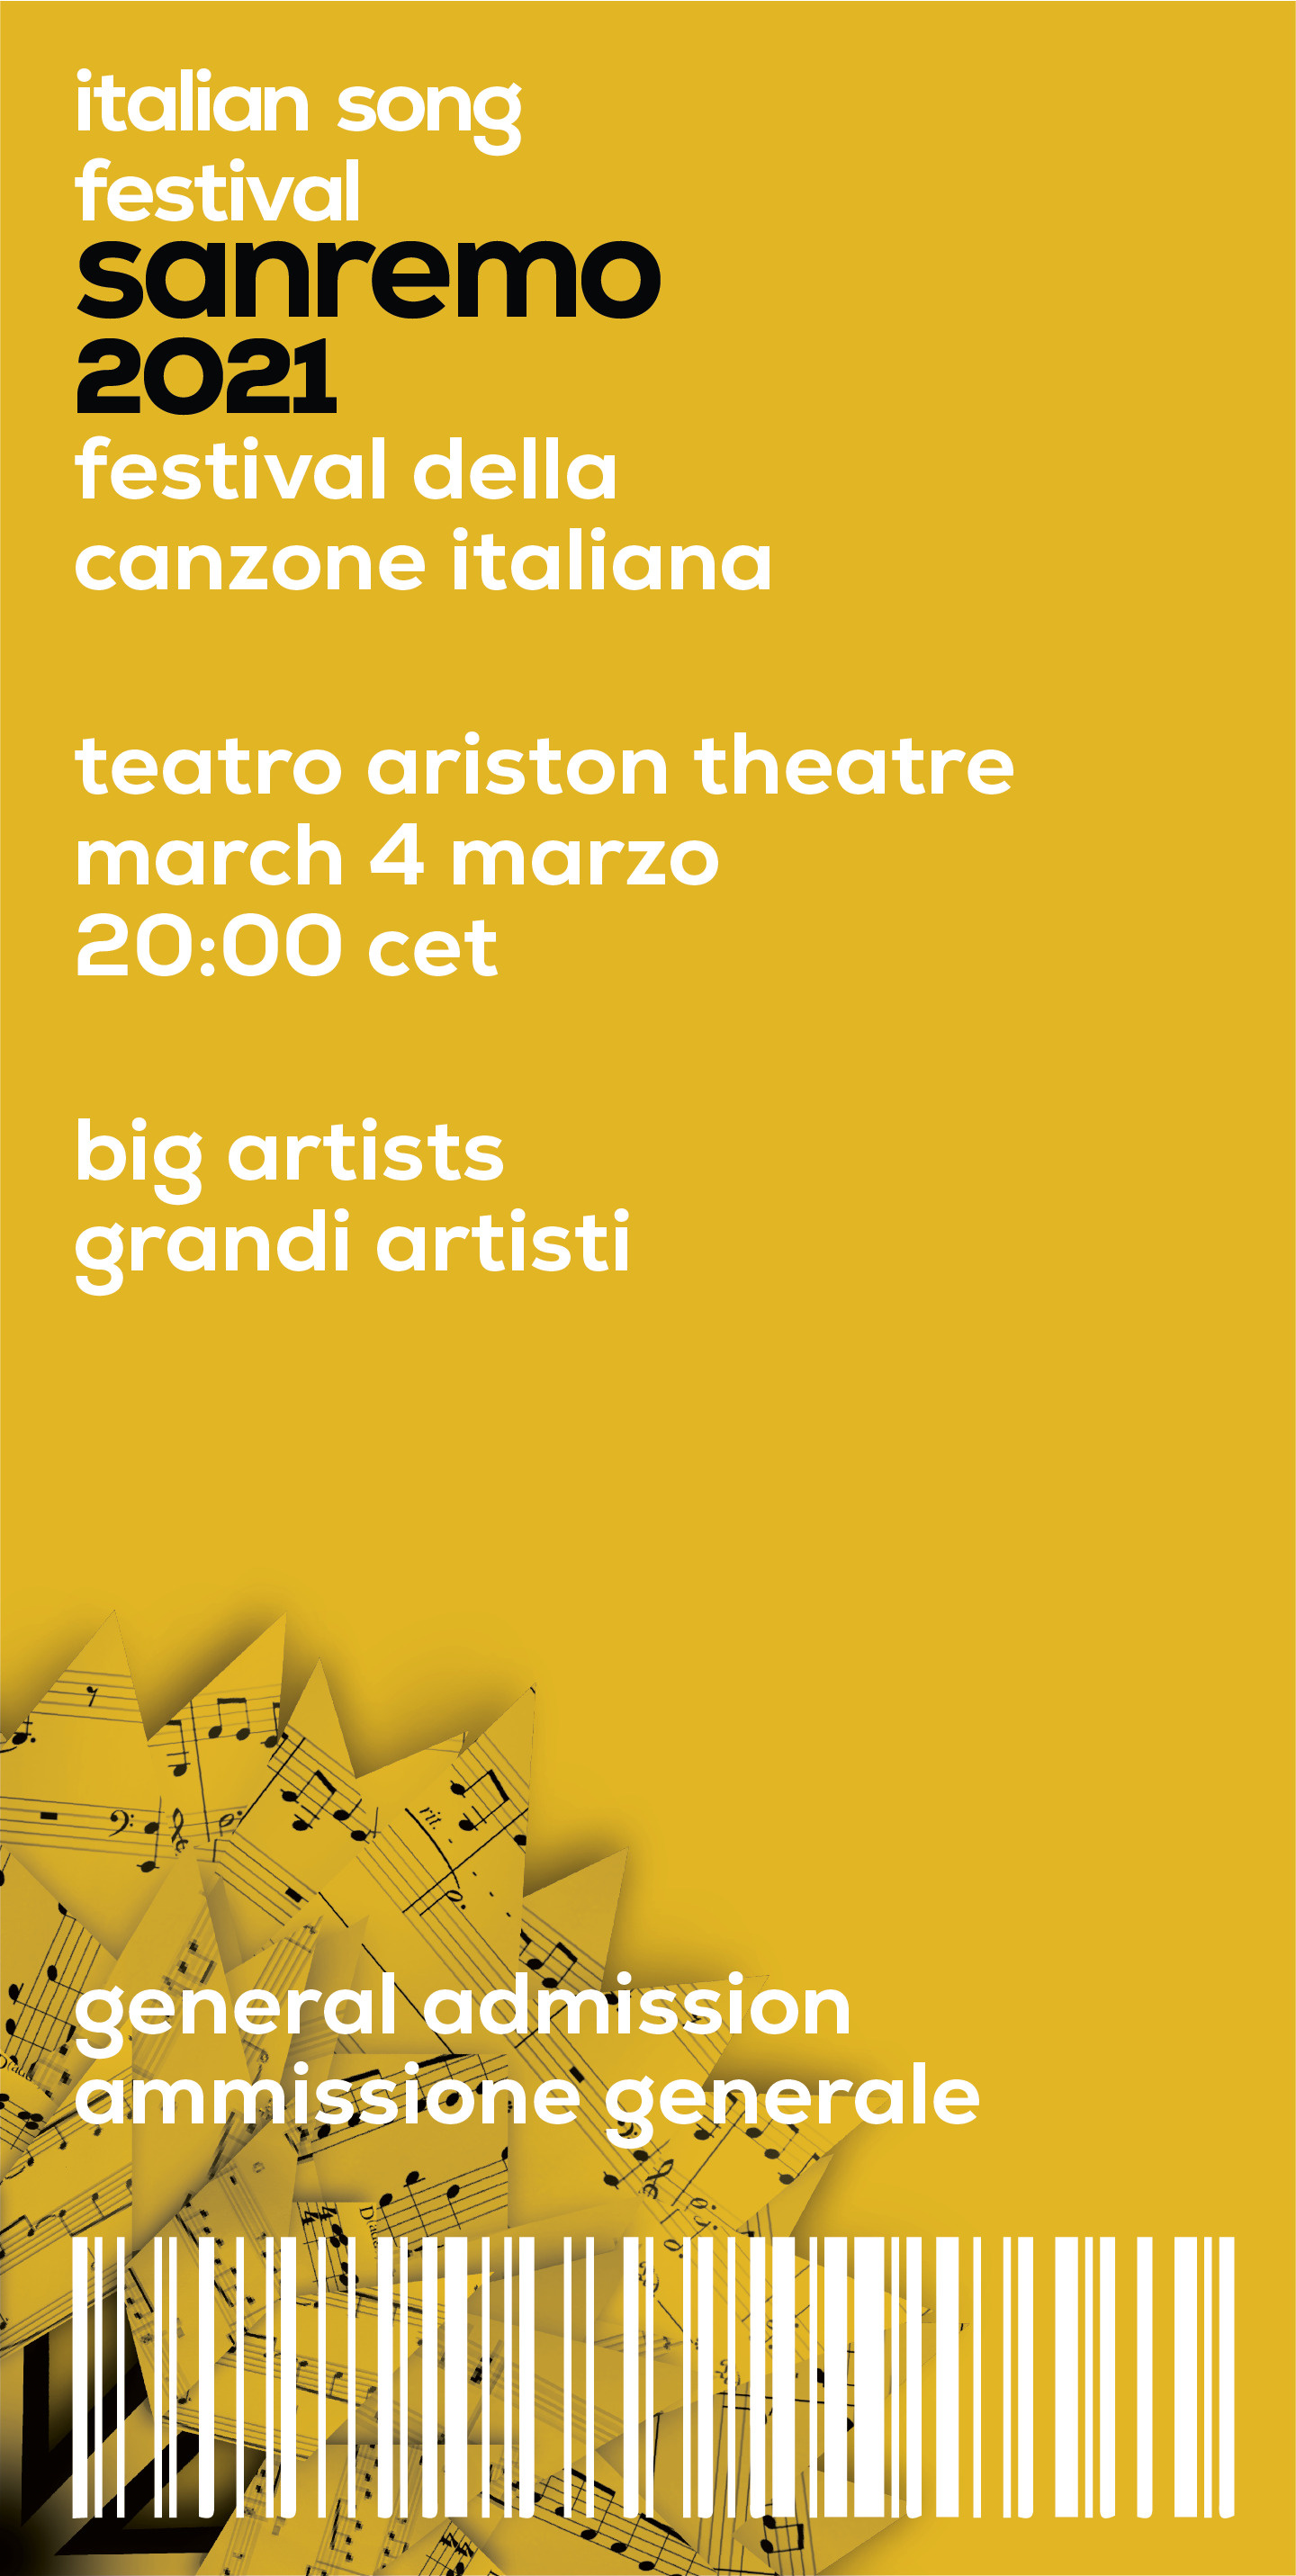 italian song
festival
sanremo
2021
festival della
canzone italiana
teatro ariston theatre
march 4 marzo
20:00 cet
big artists
grandi artisti
rit.
general admission
ammissione generale